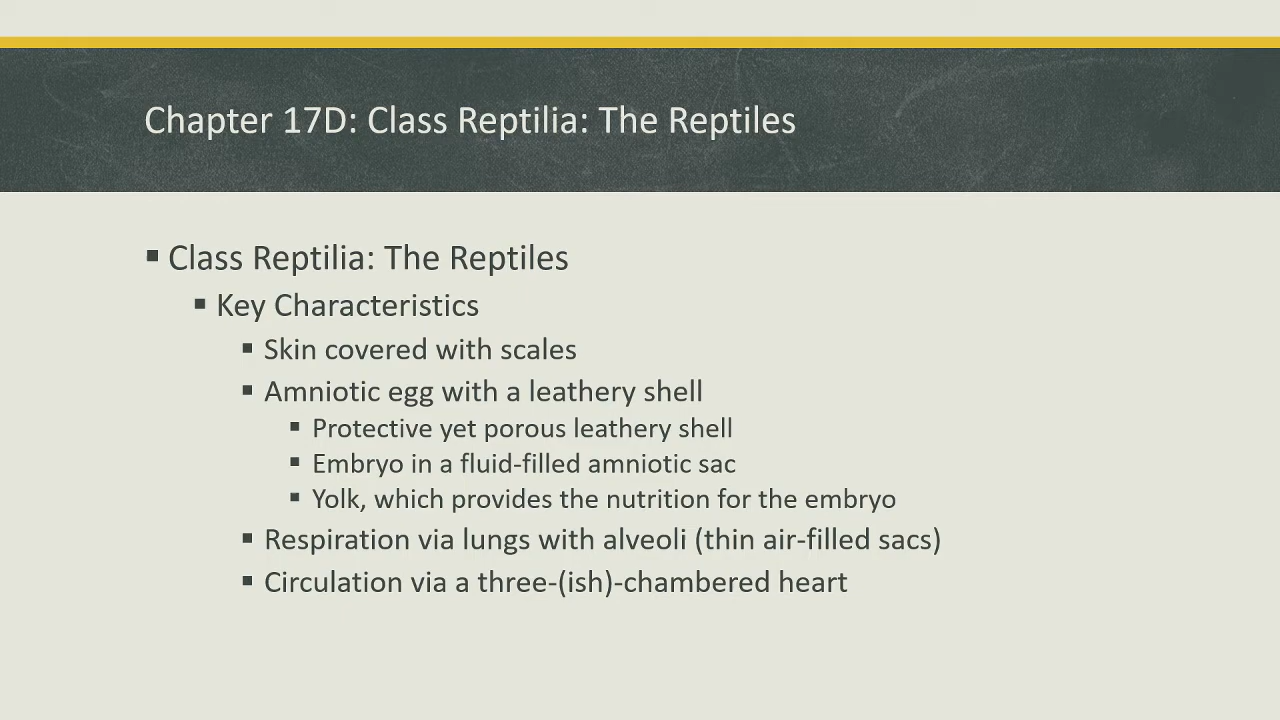 Chapter 17D: Class Reptilia: The Reptiles
▪ Class Reptilia: The Reptiles
▪ Key Characteristics
▪ Skin covered with scales
▪ Amniotic egg with a leathery shell
▪ Protective yet porous leathery shell
▪ Embryo in a fluid-filled amniotic sac
▪ Yolk, which provides the nutrition for the embryo
▪ Respiration via lungs with alveoli (thin air-filled sacs)
▪ Circulation via a three-(ish)-chambered heart